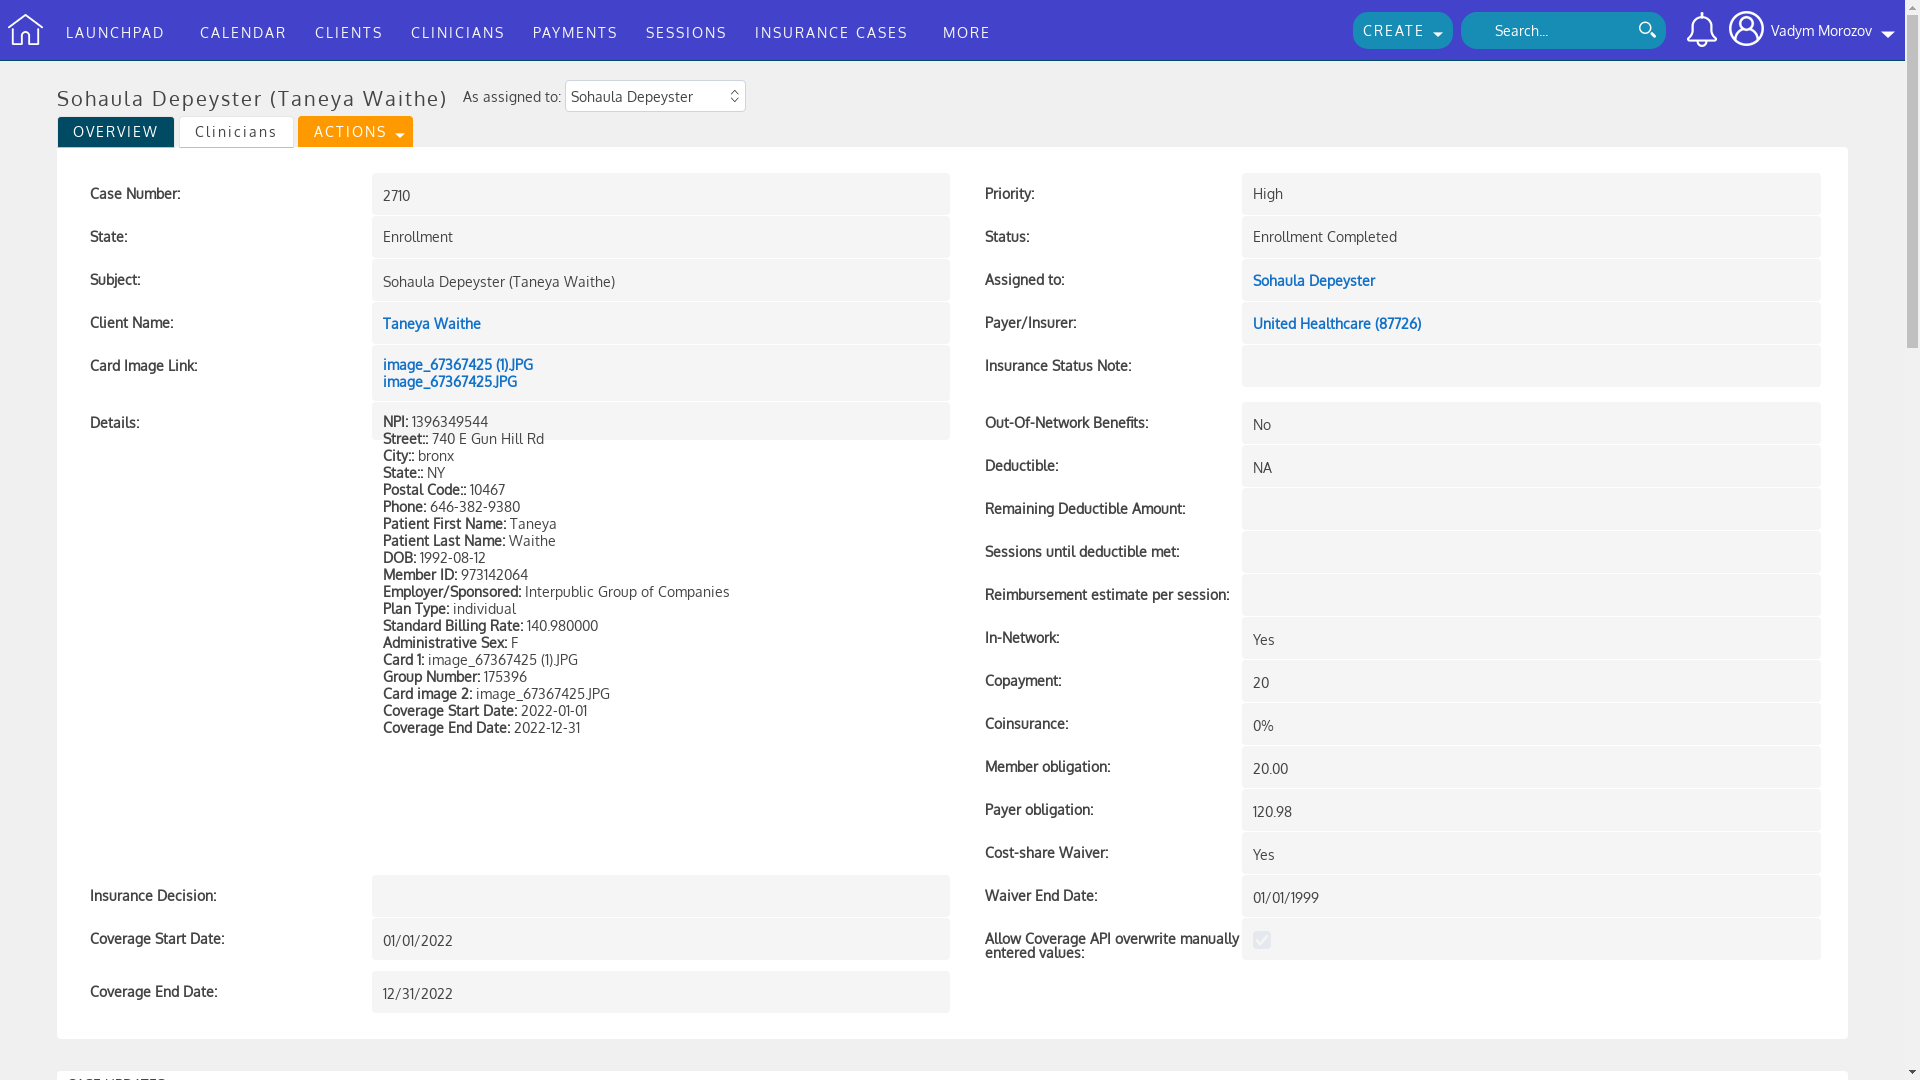 LAUNCHPAD CALENDAR CLIENTS CLINICIANS PAYMENTS SESSIONS INSURANCE CASES MORE CREATE Search... Vadym Morozov
Sohaula Depeyster (Taneya Waithe) As assigned to: Sohaula Depeyster
OVERVIEW Clinicians ACTIONS
Case Number: 2710 Priority: High
State: Enrollment Status: Enrollment Completed
Subject: Sohaula Depeyster (Taneya Waithe) Assigned to: Sohaula Depeyster
Client Name: Taneya Waithe Payer/Insurer: United Healthcare (87726)
Card Image Link: image_67367425 (1).JPG Insurance Status Note:
image_67367425.JPG
Details:
NPI: 1396349544
Street:: 740 E Gun Hill Rd
City:: bronx
State:: NY
Postal Code:: 10467
Phone: 646-382-9380
Patient First Name: Taneya
Patient Last Name: Waithe
DOB: 1992-08-12
Member ID: 973142064
Employer/Sponsored: Interpublic Group of Companies
Plan Type: individual
Standard Billing Rate: 140.980000
Administrative Sex: F
Card 1: image_67367425 (1).JPG
Group Number: 175396
Card image 2: image_67367425.JPG
Coverage Start Date: 2022-01-01
Coverage End Date: 2022-12-31
Out-Of-Network Benefits: No
Deductible: NA
Remaining Deductible Amount:
Sessions until deductible met:
Reimbursement estimate per session:
In-Network: Yes
Copayment: 20
Coinsurance: 0%
Member obligation: 20.00
Payer obligation: 120.98
Cost-share Waiver: Yes
Insurance Decision: Waiver End Date: 01/01/1999
Coverage Start Date: 01/01/2022 Allow Coverage API overwrite manually
entered values:
Coverage End Date: 12/31/2022
CASE UPDATES